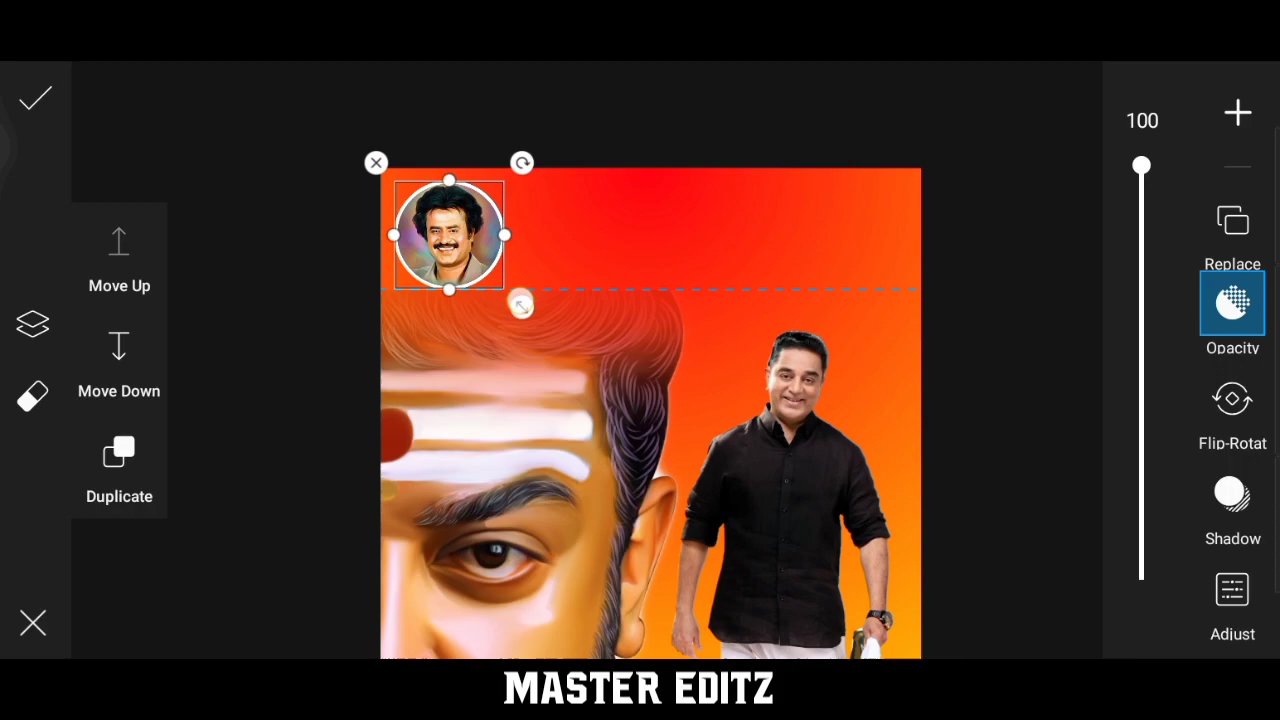 100
Replace
Move Up
Opacity
Move Down
Flip-Rotat
Duplicate
Shadow
Adjust
MASTER EDITZ